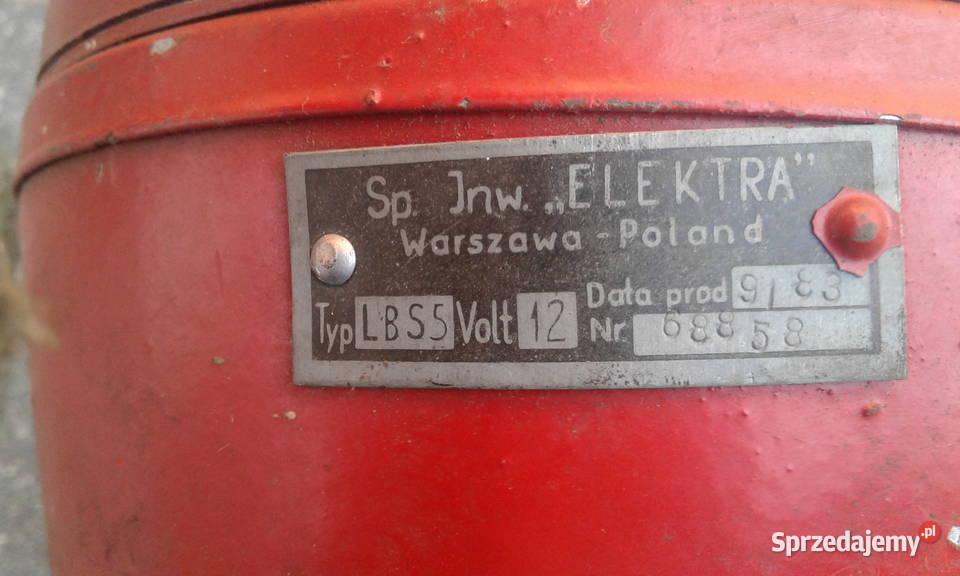 Sp. Jnw. „ELEKTRA”
Warszawa - Poland
Typ LBS5 Volt 12
Data prod 9/83
Nr 68858
Sprzedajemy.pl